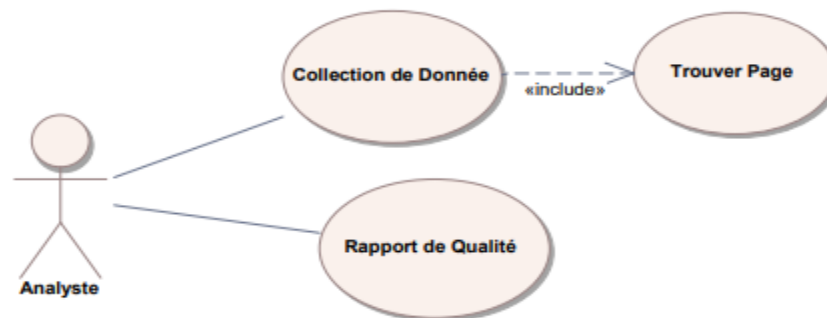 Collection de Donnée
«include»
Trouver Page
Analyste
Rapport de Qualité